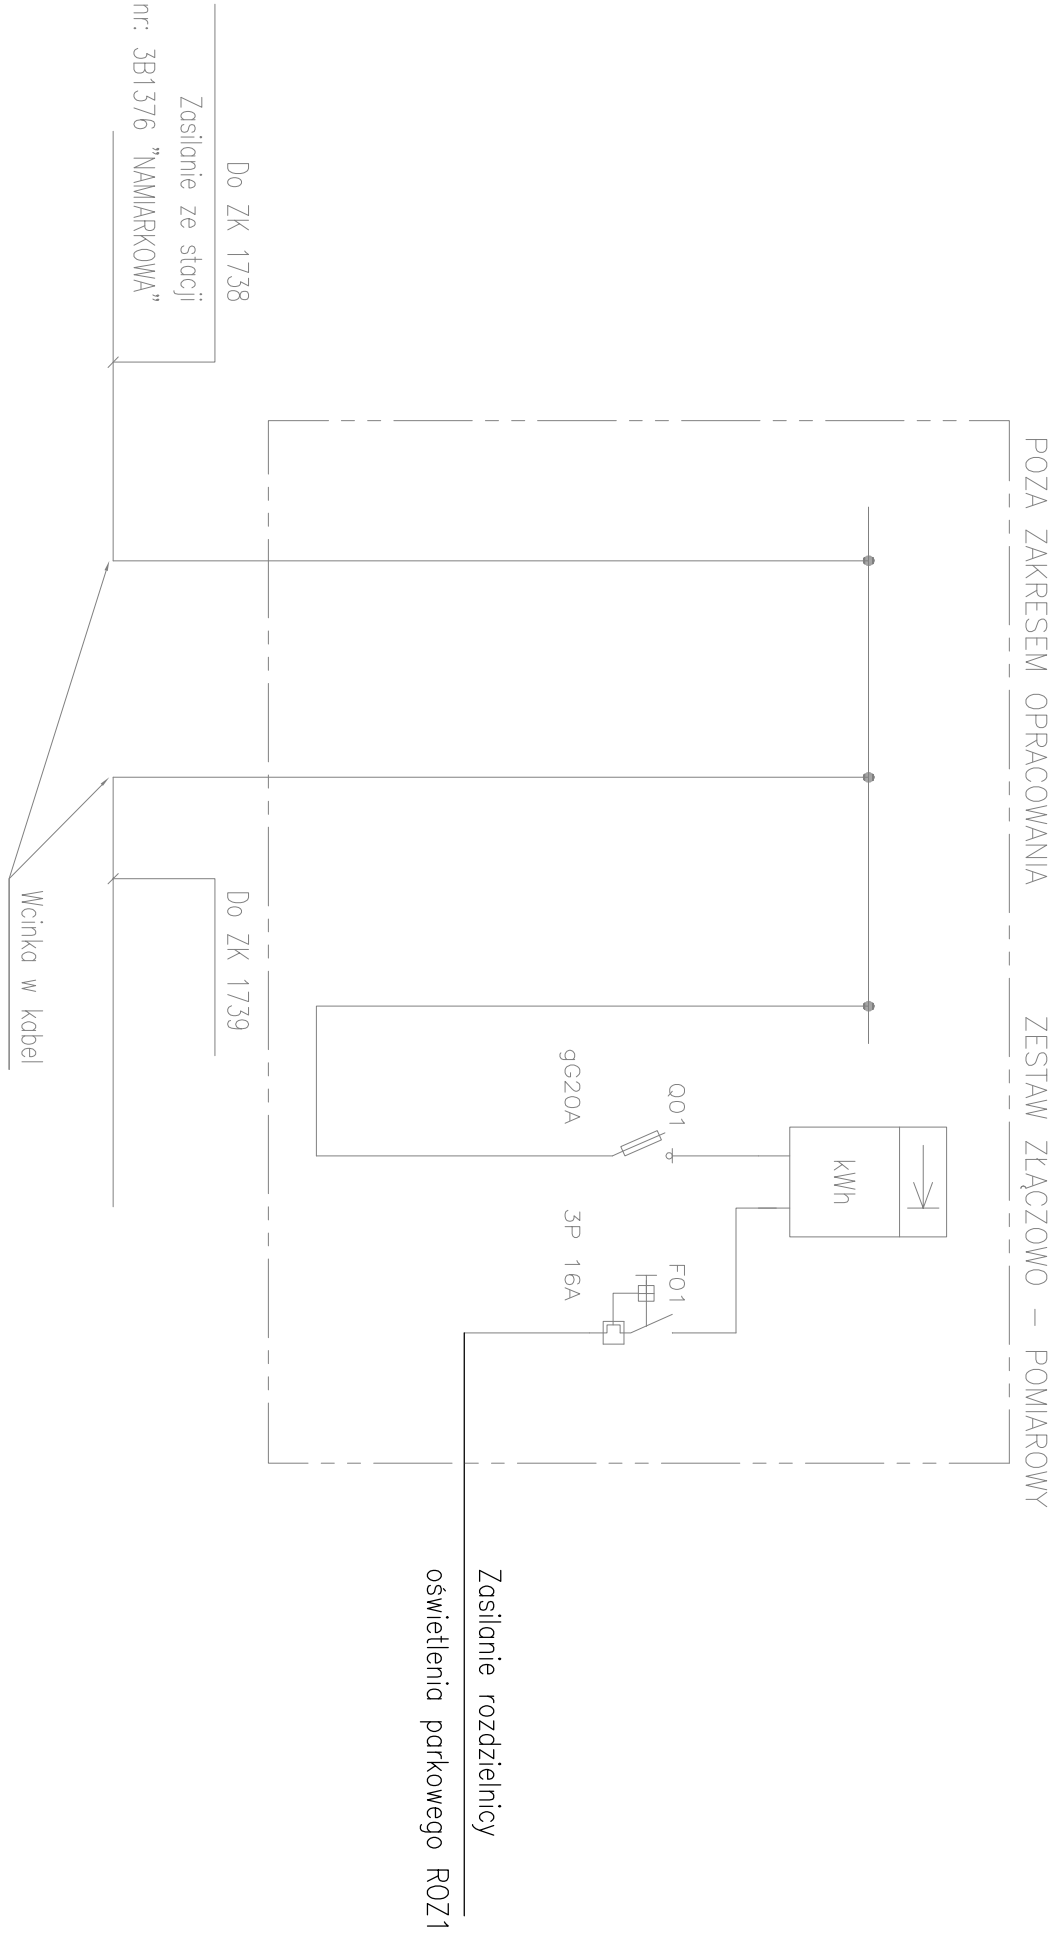 POZA ZAKRESEM OPRACOWANIA
ZESTAW ZŁĄCZOWO – POMIAROWY
kWh
Q01
gG20A
F01
3P 16A
Zasilanie rozdzielnicy
oświetlenia parkowego ROZ1
Do ZK 1738
Zasilanie ze stacji
nr: 3B1376 "NAMIARKOWA"
Do ZK 1739
Wcinka w kabel